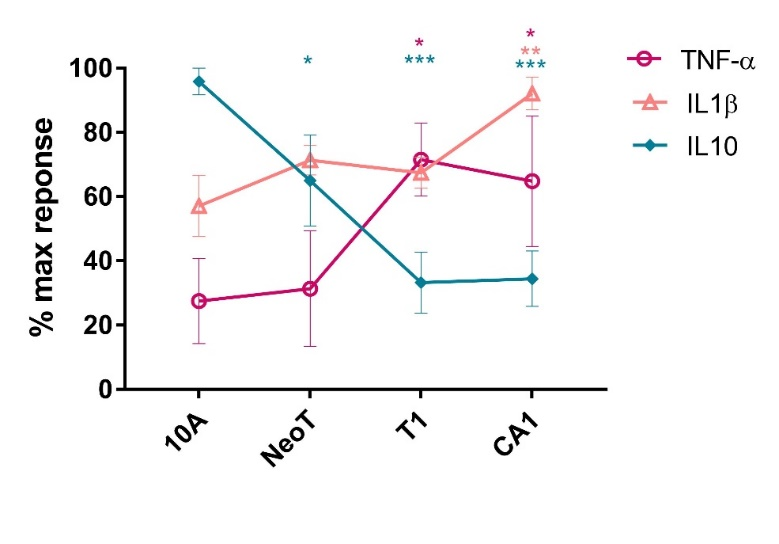 *
* **
* *** ***
TNF-α
IL1β
IL10
% max reponse
100
80
60
40
20
0
10A
NeoT
T1
CA1